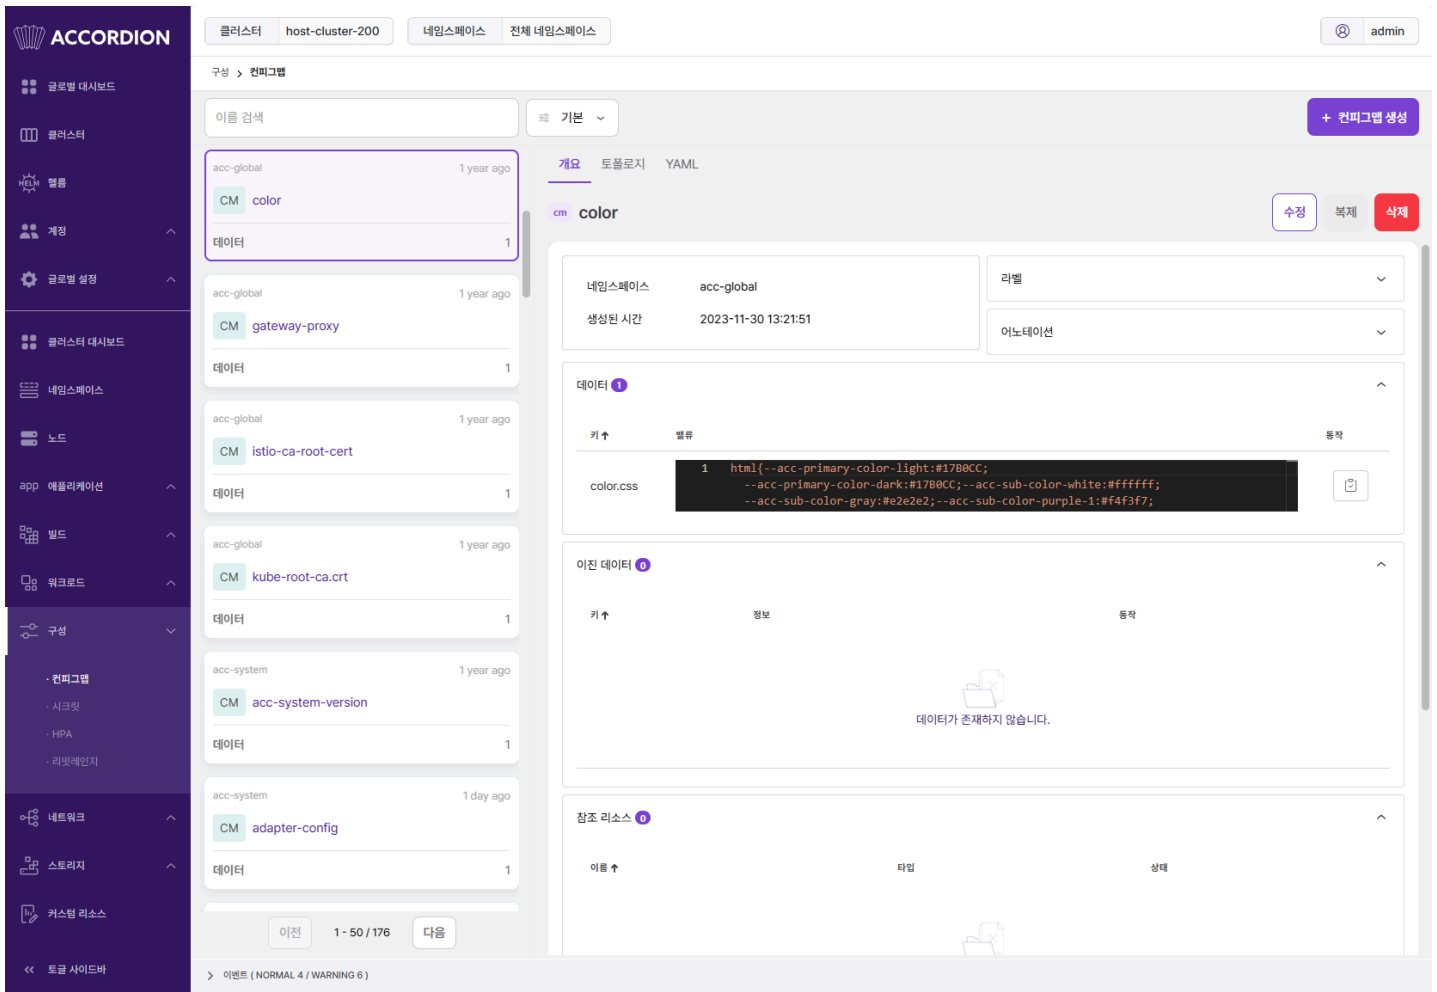 ACCORDION
클러스터 host-cluster-200 네임스페이스 전체 네임스페이스
admin
글로벌 대시보드
클러스터
HELM 헬름
계정
글로벌 설정
클러스터 대시보드
네임스페이스
노드
app 애플리케이션
빌드
워크로드
구성
· 컨피그맵
· 시크릿
· HPA
· 리밋레인지
네트워크
스토리지
커스텀 리소스
« 토글 사이드바
구성 > 컨피그맵
이름 검색
기본
+ 컨피그맵 생성
acc-global 1 year ago
CM color
데이터 1
acc-global 1 year ago
CM gateway-proxy
데이터 1
acc-global 1 year ago
CM istio-ca-root-cert
데이터 1
acc-global 1 year ago
CM kube-root-ca.crt
데이터 1
acc-system 1 year ago
CM acc-system-version
데이터 1
acc-system 1 day ago
CM adapter-config
데이터 1
이전 1 - 50 / 176 다음
개요 토폴로지 YAML
cm color
수정 복제 삭제
네임스페이스 acc-global
생성된 시간 2023-11-30 13:21:51
라벨
어노테이션
데이터 1
키 ↑ 밸류 동작
color.css
1 html{--acc-primary-color-light:#17B0CC;
--acc-primary-color-dark:#17B0CC;--acc-sub-color-white:#ffffff;
--acc-sub-color-gray:#e2e2e2;--acc-sub-color-purple-1:#f4f3f7;
이진 데이터 0
키 ↑ 정보 동작
데이터가 존재하지 않습니다.
참조 리소스 0
이름 ↑ 타입 상태
> 이벤트 ( NORMAL 4 / WARNING 6 )